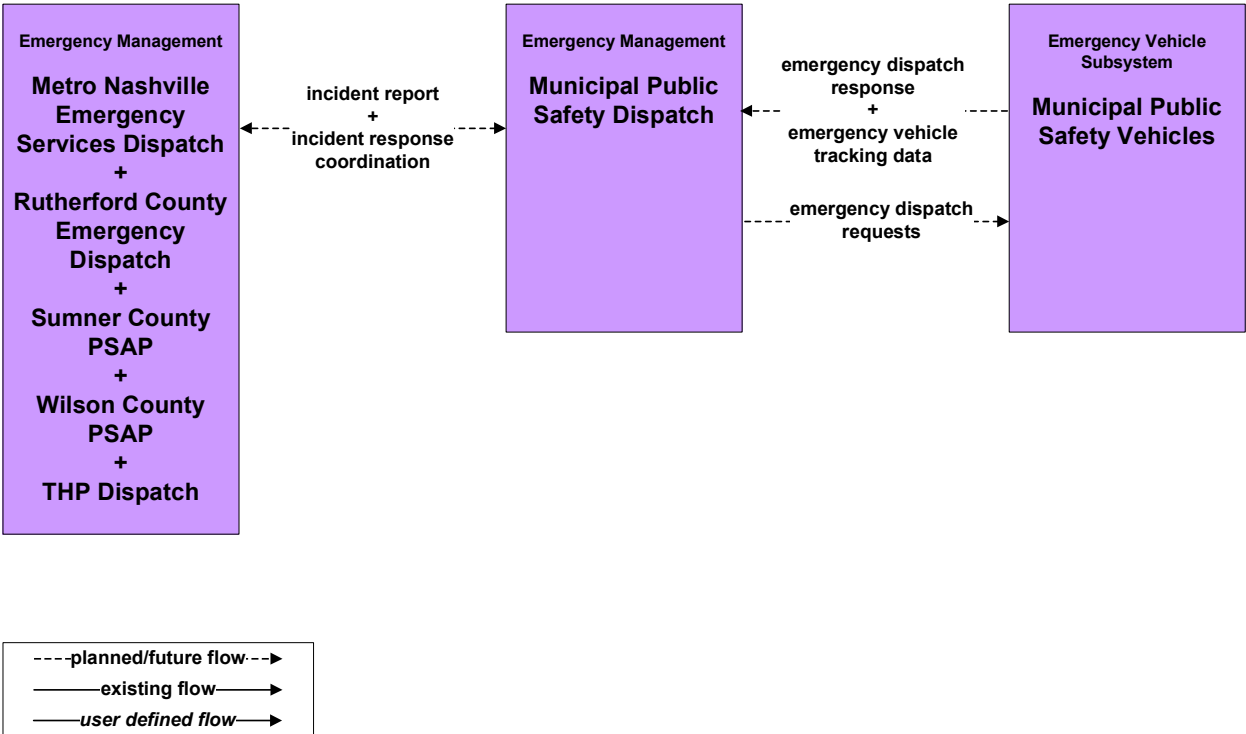 Emergency Management
Metro Nashville
Emergency
Services Dispatch
+
Rutherford County
Emergency
Dispatch
+
Sumner County
PSAP
+
Wilson County
PSAP
+
THP Dispatch
incident report
+
incident response
coordination
Emergency Management
Municipal Public
Safety Dispatch
emergency dispatch
response
+
emergency vehicle
tracking data
emergency dispatch
requests
Emergency Vehicle
Subsystem
Municipal Public
Safety Vehicles
planned/future flow
existing flow
user defined flow